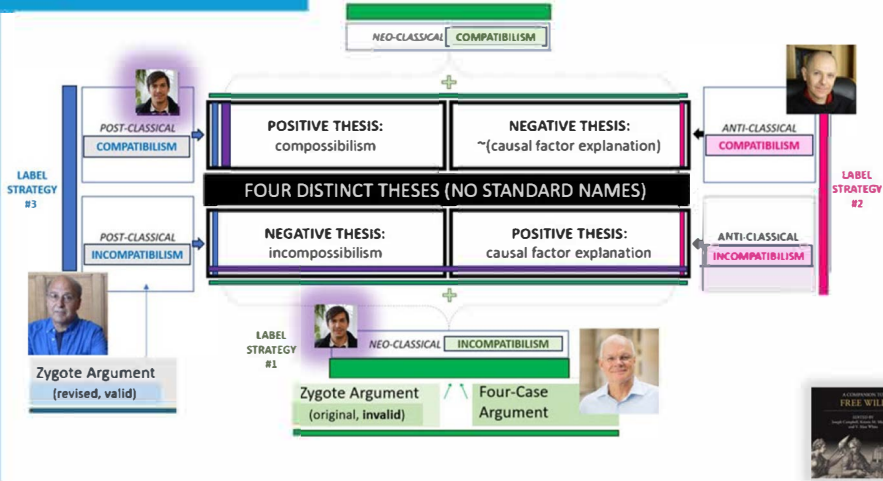 NEO-CLASSICAL COMPATIBILISM
+
POST-CLASSICAL
COMPATIBILISM
POSITIVE THESIS:
compossibilism
NEGATIVE THESIS:
~(causal factor explanation)
ANTI-CLASSICAL
COMPATIBILISM
LABEL
STRATEGY
#3
FOUR DISTINCT THESES (NO STANDARD NAMES)
LABEL
STRATEGY
#2
POST-CLASSICAL
INCOMPATIBILISM
NEGATIVE THESIS:
incompossibilism
POSITIVE THESIS:
causal factor explanation
ANTI-CLASSICAL
INCOMPATIBILISM
+
LABEL
STRATEGY
#1
NEO-CLASSICAL INCOMPATIBILISM
Zygote Argument
(revised, valid)
Zygote Argument
(original, invalid)
Four-Case
Argument
A COMPANION TO
FREE WILL
EDITED BY